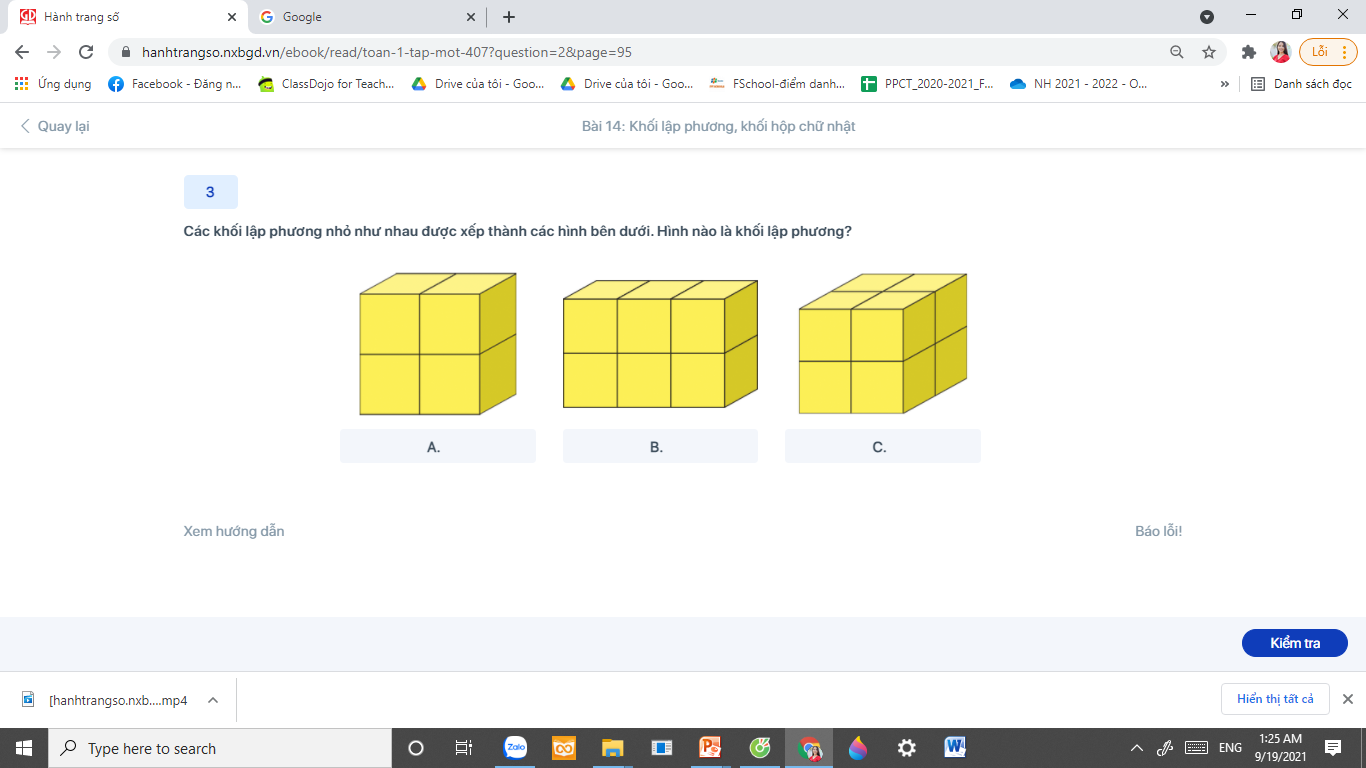 Hành trang số
Google
hanhtrangso.nxbgd.vn/ebook/read/toan-1-tap-mot-407?question=2&page=95
Lỗi
Ứng dụng
Facebook - Đăng n...
ClassDojo for Teach...
Drive của tôi - Goo...
Drive của tôi - Goo...
FSchool-điểm danh...
PPCT_2020-2021_F...
NH 2021 - 2022 - O...
»
Danh sách đọc
Quay lại
Bài 14: Khối lập phương, khối hộp chữ nhật
3
Các khối lập phương nhỏ như nhau được xếp thành các hình bên dưới. Hình nào là khối lập phương?
A.
B.
C.
Xem hướng dẫn
Báo lỗi!
Kiểm tra
[hanhtrangso.nxb....mp4
Hiển thị tất cả
Type here to search
Zalo
ENG
1:25 AM
9/19/2021